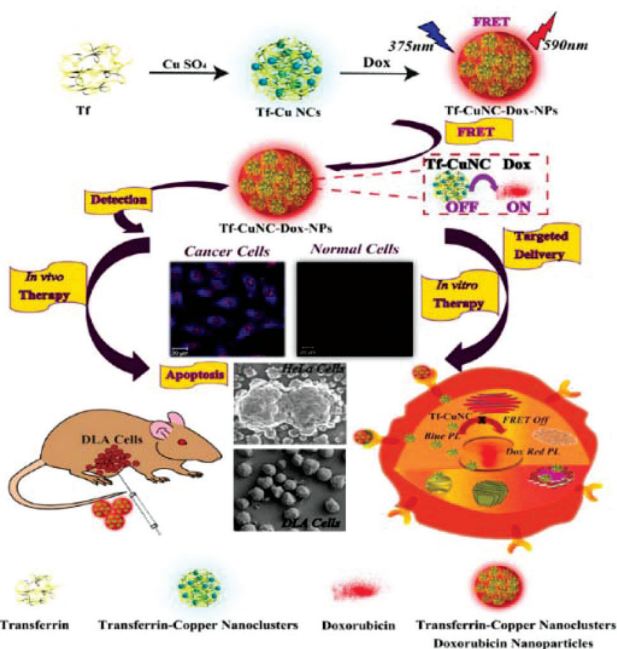 FRET
375nm
590nm
Cu SO₄
Dox
Tf
Tf-Cu NCs
Tf-CuNC-Dox-NPs
FRET
Tf-CuNC Dox
OFF ON
Detection
Tf-CuNC-Dox-NPs
Targeted
Delivery
Cancer Cells
Normal Cells
In vivo
Therapy
In vitro
Therapy
Apoptosis
HeLa Cells
Tf-CuNC
FRET Off
Blue PL
Dox Red PL
DLA Cells
DLA Cells
Transferrin
Transferrin-Copper Nanoclusters
Doxorubicin
Transferrin-Copper Nanoclusters
Doxorubicin Nanoparticles